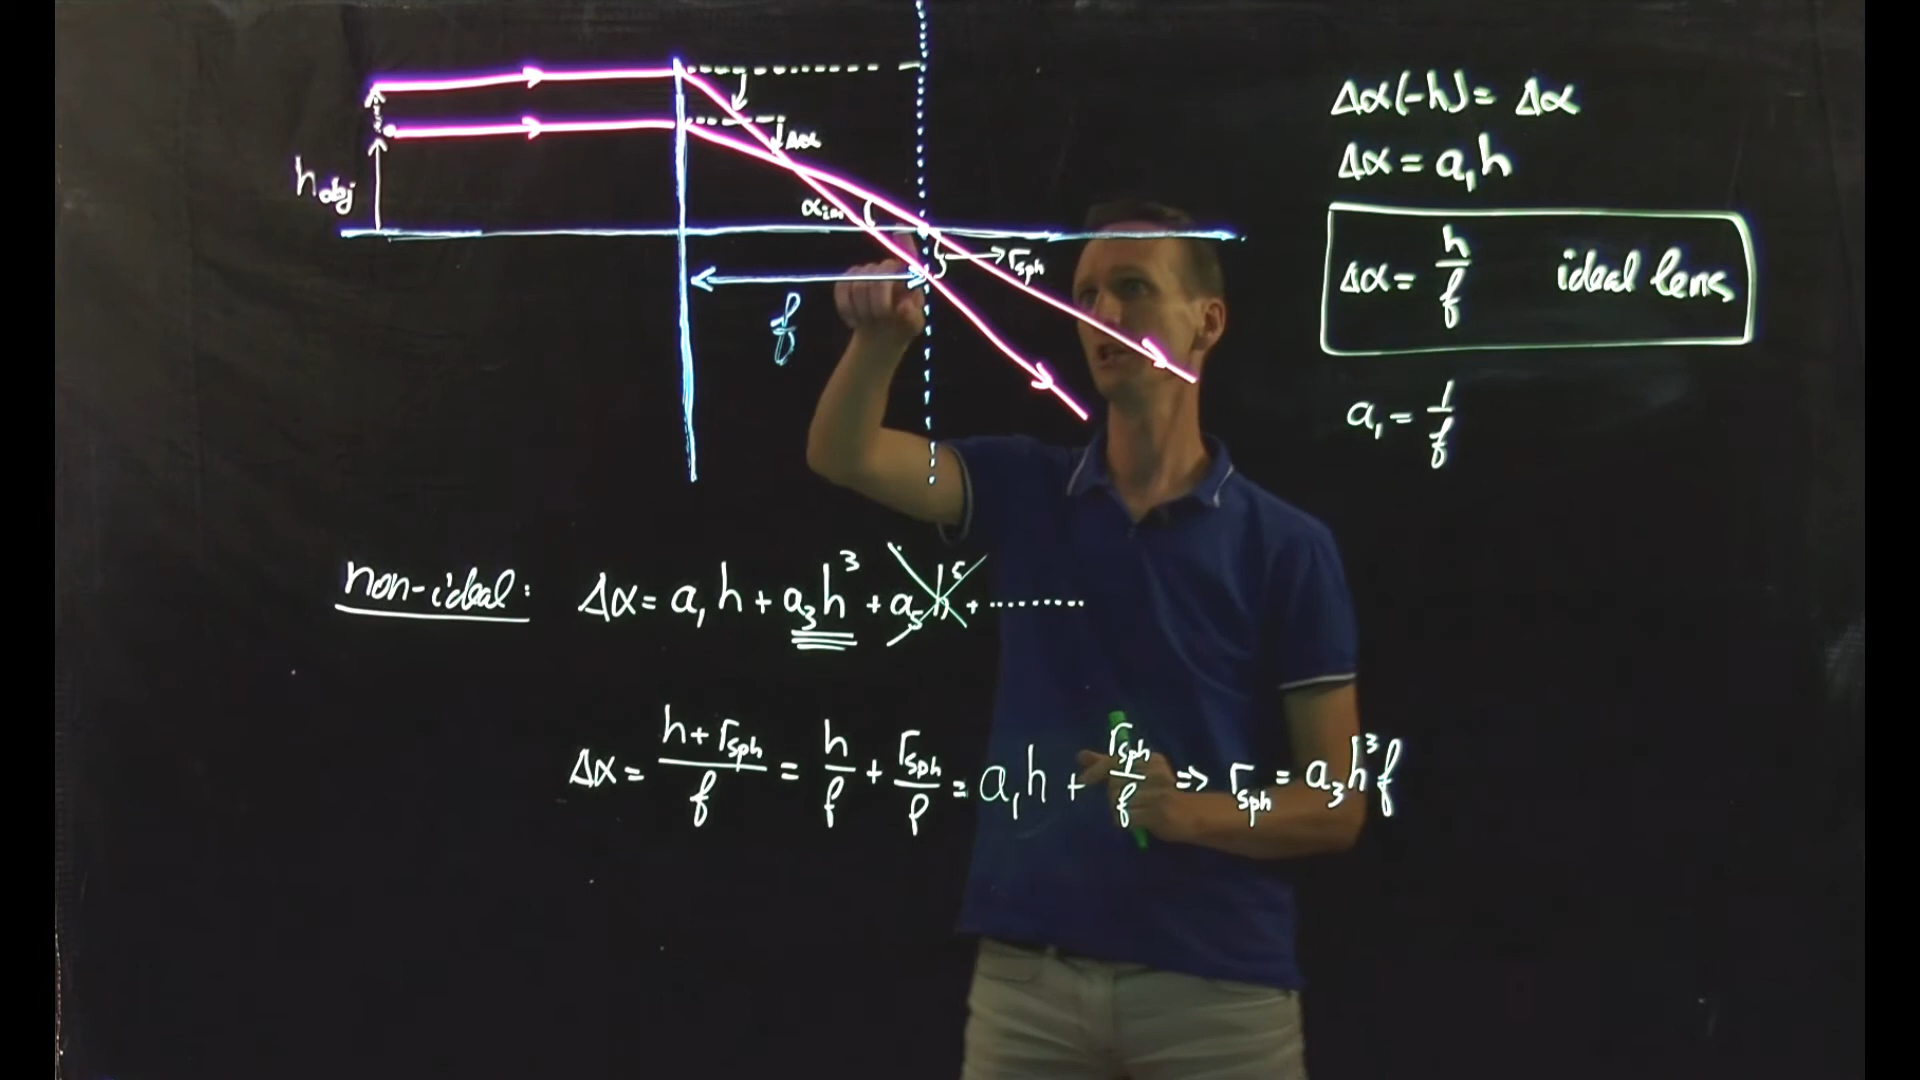 Δα(-h) = Δα
Δα = a₁h
Δα = h/f ideal lens
a₁ = 1/f
h_obj
Δα
α_im
r_sph
f
non-ideal: Δα = a₁h + a₃h³ + a₅h⁵ + ........
Δα = (h + r_sph)/f = h/f + r_sph/f = a₁h + r_sph/f ⇒ r_sph = a₃h³f